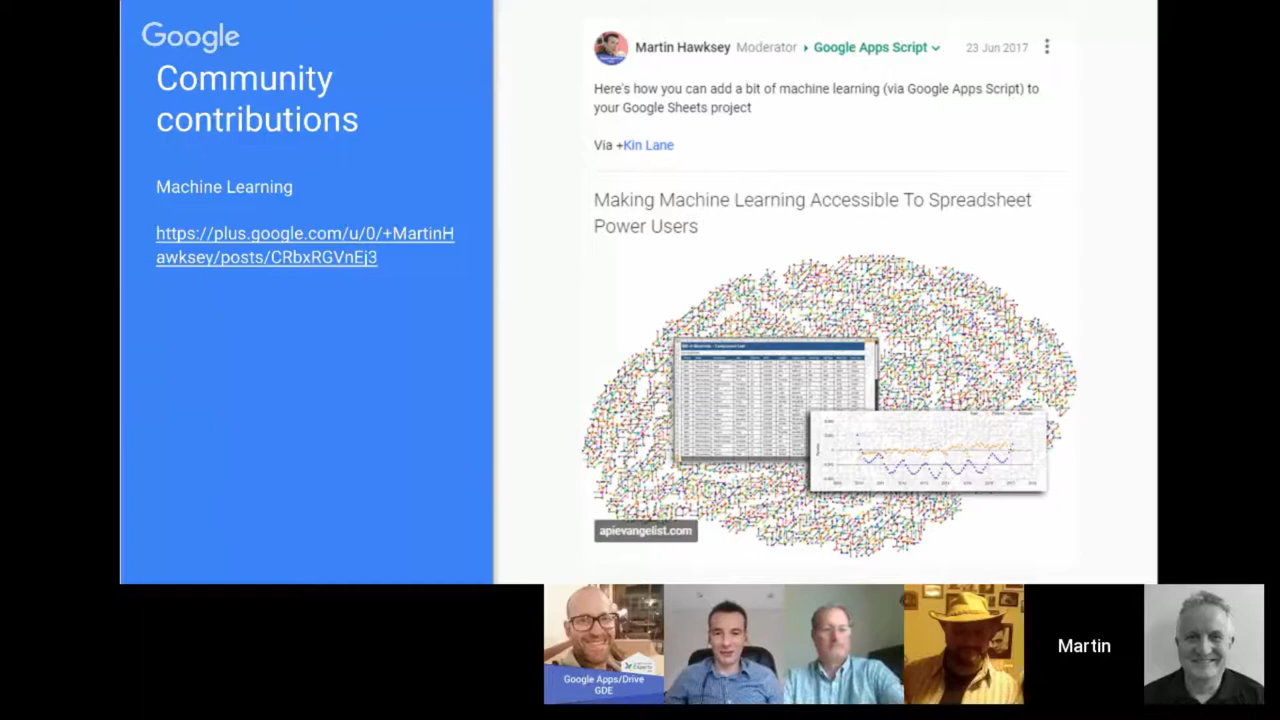 Google
Community
contributions
Machine Learning
https://plus.google.com/u/0/+MartinH
awksey/posts/CRbxRGVnEj3
Martin Hawksey Moderator Google Apps Script 23 Jun 2017
Here's how you can add a bit of machine learning (via Google Apps Script) to
your Google Sheets project
Via +Kin Lane
Making Machine Learning Accessible To Spreadsheet
Power Users
apievangelist.com
Experts
Google Apps/Drive
GDE
Martin